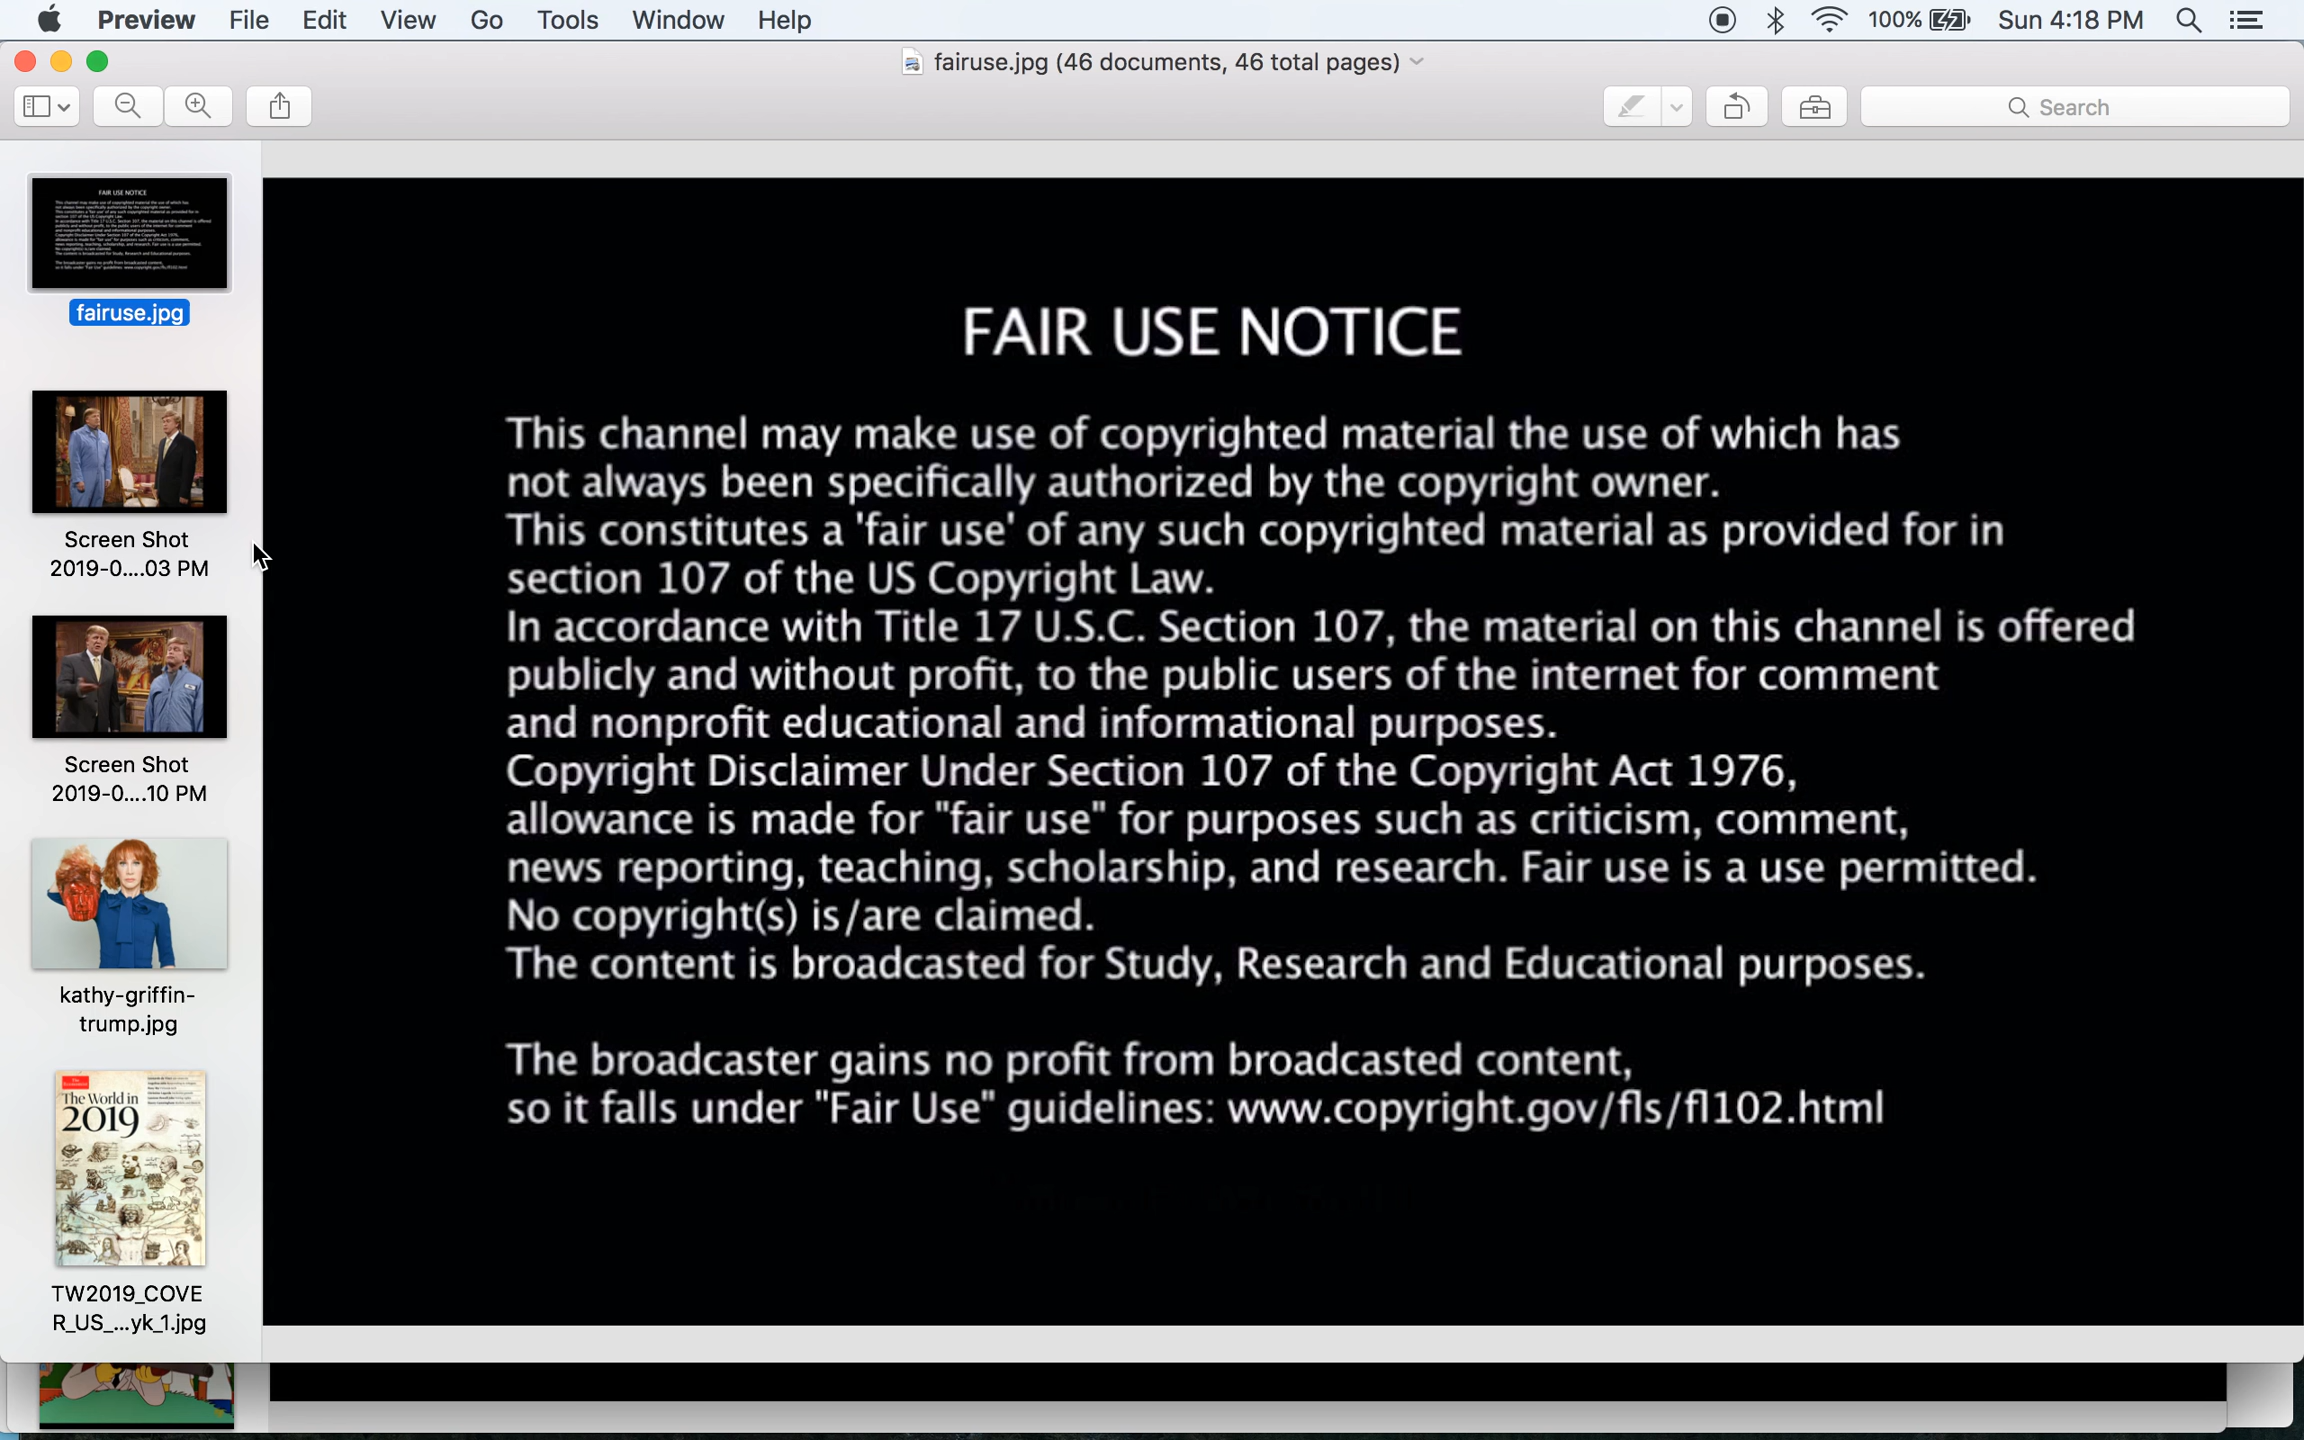 Preview File Edit View Go Tools Window Help 100% Sun 4:18 PM
fairuse.jpg (46 documents, 46 total pages)
Search
FAIR USE NOTICE
This channel may make use of copyrighted material the use of which has
not always been specifically authorized by the copyright owner.
This constitutes a 'fair use' of any such copyrighted material as provided for in
section 107 of the US Copyright Law.
In accordance with Title 17 U.S.C. Section 107, the material on this channel is offered
publicly and without profit, to the public users of the internet for comment
and nonprofit educational and informational purposes.
Copyright Disclaimer Under Section 107 of the Copyright Act 1976,
allowance is made for "fair use" for purposes such as criticism, comment,
news reporting, teaching, scholarship, and research. Fair use is a use permitted.
No copyright(s) is/are claimed.
The content is broadcasted for Study, Research and Educational purposes.
The broadcaster gains no profit from broadcasted content,
so it falls under "Fair Use" guidelines: www.copyright.gov/fls/fl102.html
FAIR USE NOTICE
fairuse.jpg
Screen Shot
2019-0....03 PM
Screen Shot
2019-0....10 PM
kathy-griffin-
trump.jpg
The World in
2019
TW2019_COVE
R_US_...yk_1.jpg